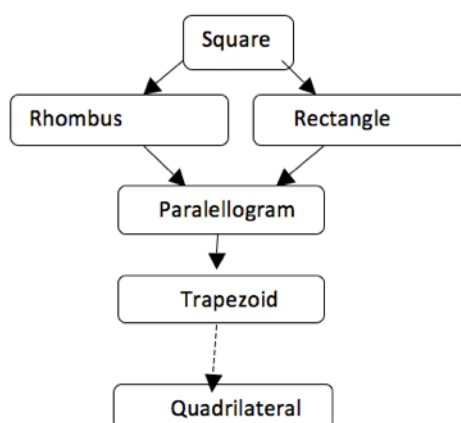 Square
Rhombus
Rectangle
Paralellogram
Trapezoid
Quadrilateral